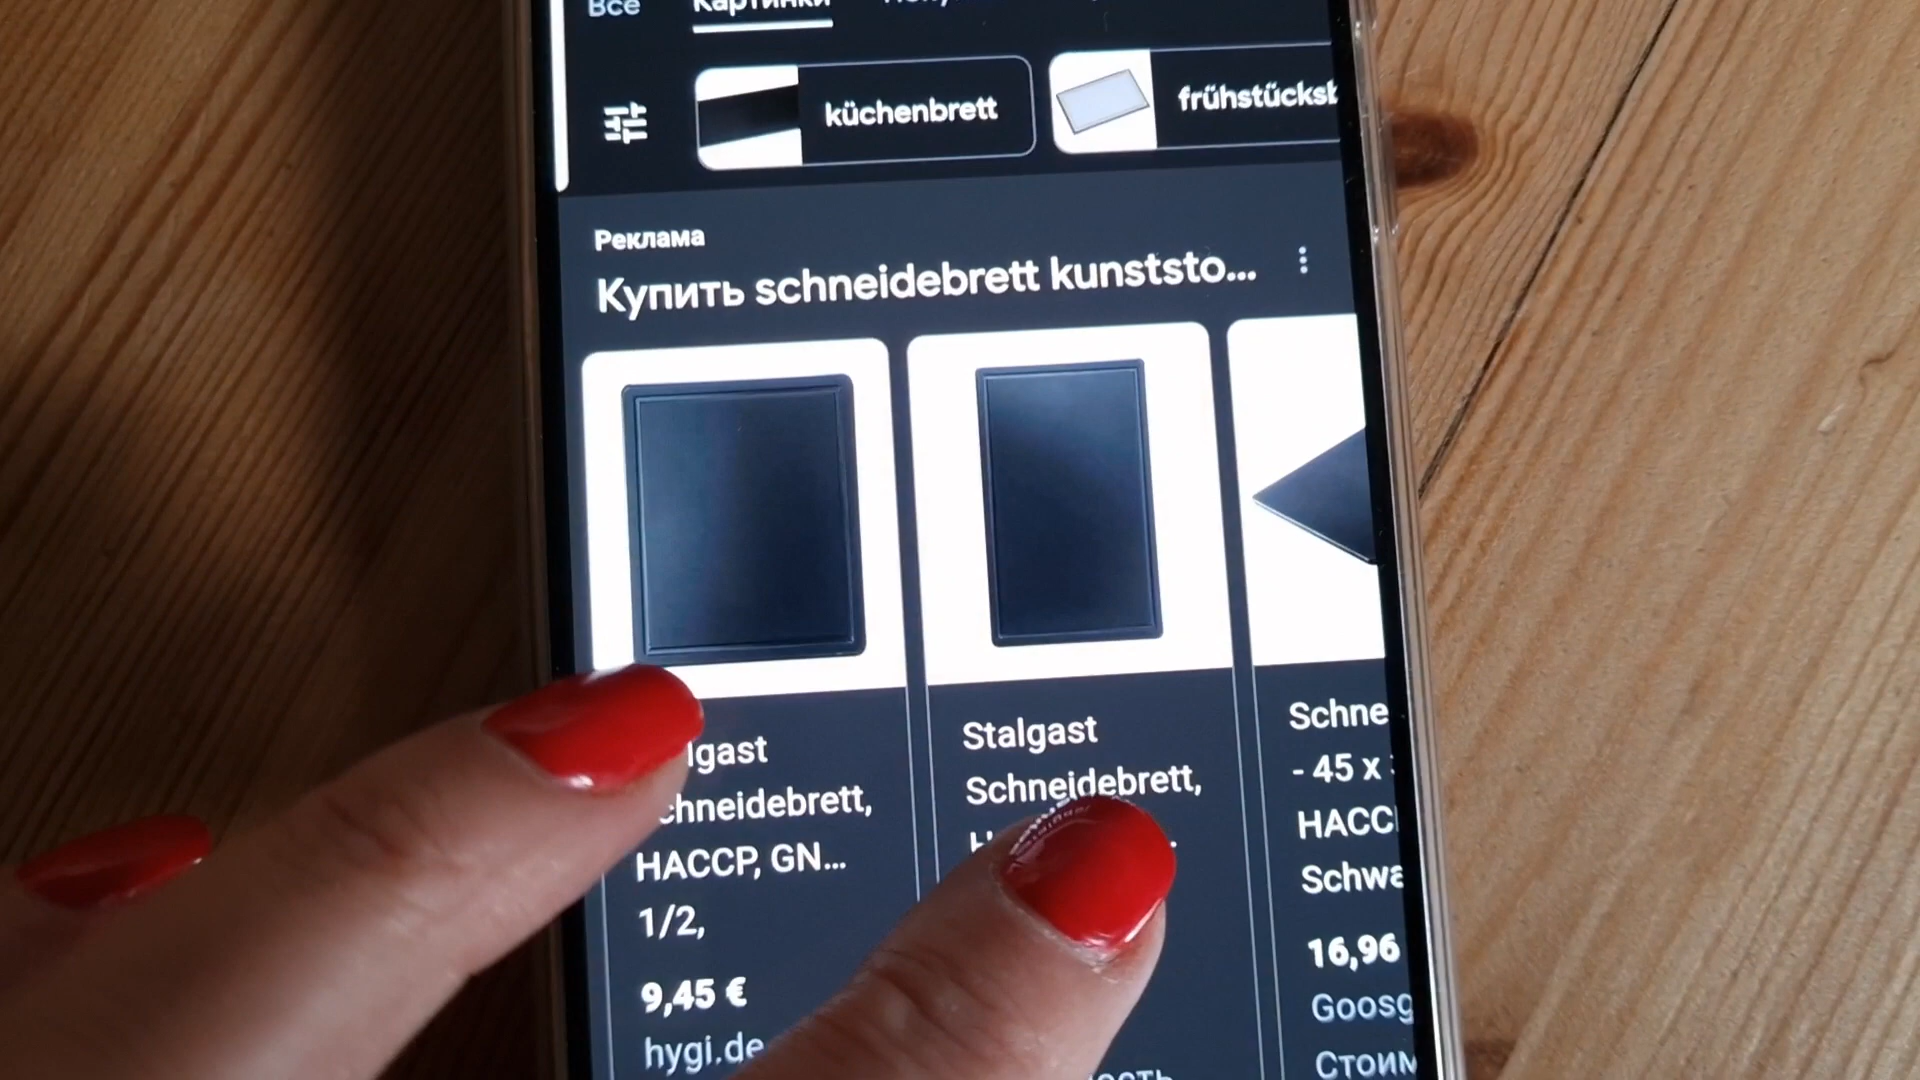 Все Картинки
küchenbrett
frühstücksb
Реклама
Купить schneidebrett kunststo...
lgast
chneidebrett,
HACCP, GN...
1/2,
9,45 €
hygi.de
Stalgast
Schneidebrett,
Schne
- 45 x
HACC
Schwa
16,96
Goosg
Стоим